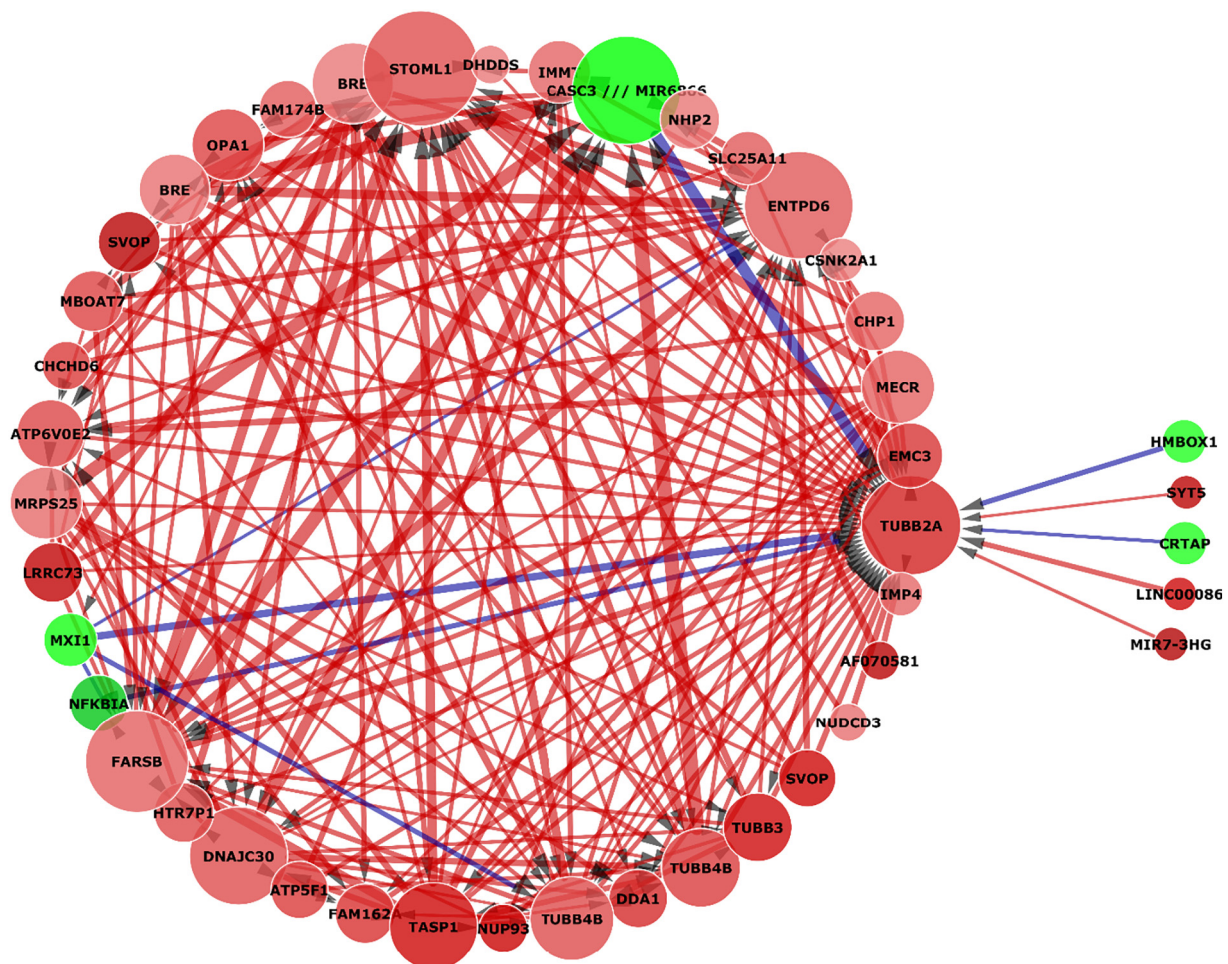 STOML1
DHDDS
IMMT
BRE
CASC3 /// MIR6866
FAM174B
NHP2
OPA1
SLC25A11
BRE
ENTPD6
SVOP
CSNK2A1
MBOAT7
CHP1
CHCHD6
MECR
ATP6V0E2
HMBOX1
EMC3
SYT5
MRPS25
TUBB2A
CRTAP
LRRC73
IMP4
LINC00086
MXI1
MIR7-3HG
AF070581
NFKBIA
NUDCD3
FARSB
SVOP
HTR7P1
TUBB3
DNAJC30
TUBB4B
ATP5F1
DDA1
FAM162A
TASP1
NUP93
TUBB4B